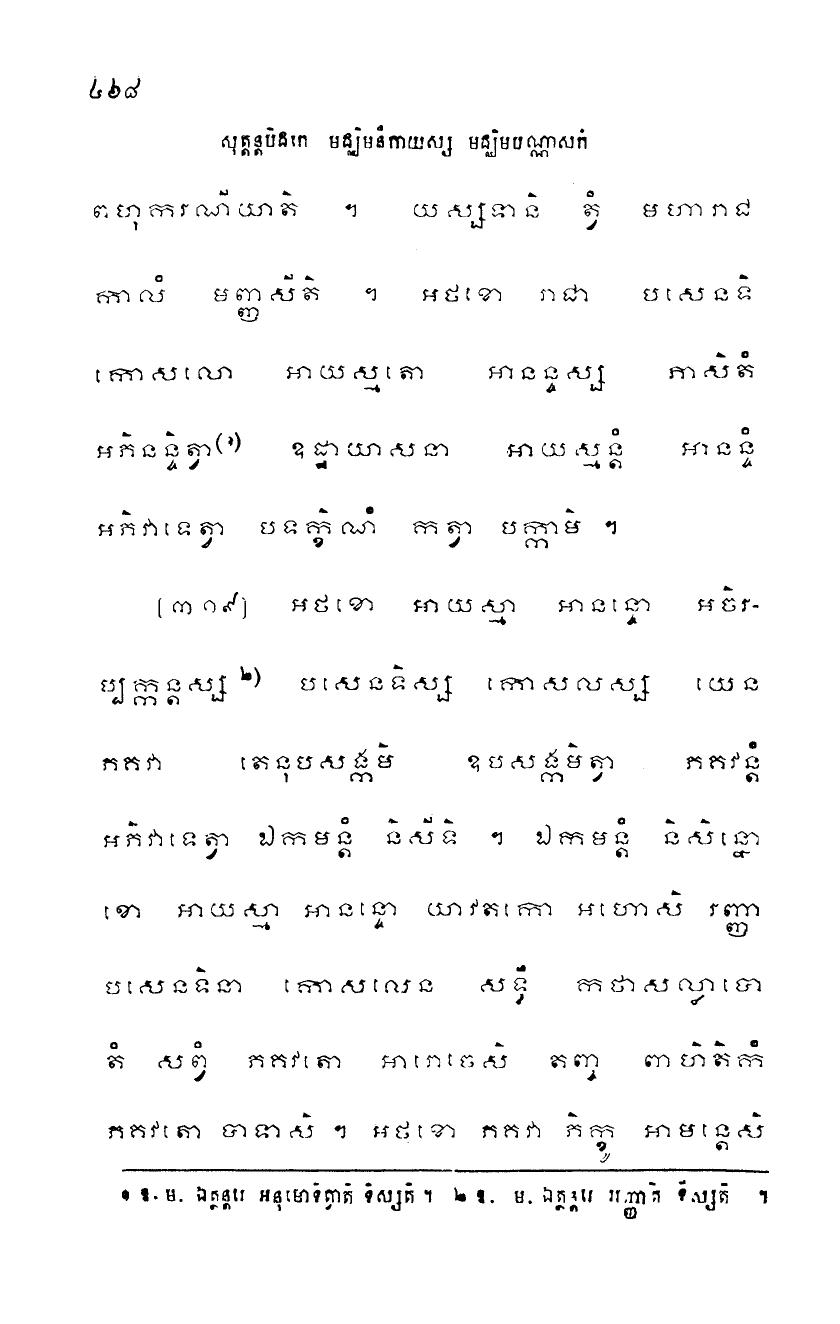 ៤៦៨
សុត្តន្តបិដកេ មជ្ឈិមនិកាយស្ស មជ្ឈិមបណ្ណាសកំ
ពហុករណីយាតិ ។ យស្សទានិ ត្វំ មហារាជ
កាលំ មញ្ញសីតិ ។ អថខោ រាជា បសេនទិ
កោសលោ អាយស្មតោ អានន្ទស្ស ភាសិតំ
អភិនន្ទិត្វា(១) ឧដ្ឋាយាសនា អាយស្មន្តំ អានន្ទំ
អភិវាទេត្វា បទក្ខិណំ កត្វា បក្កាមិ ។
[៣១៩] អថខោ អាយស្មា អានន្ទោ អចិរ-
ប្បក្កន្តស្ស ២) បសេនទិស្ស កោសលស្ស យេន
ភគវា តេនុបសង្កមិ ឧបសង្កមិត្វា ភគវន្តំ
អភិវាទេត្វា ឯកមន្តំ និសីទិ ។ ឯកមន្តំ និសិន្នោ
ខោ អាយស្មា អានន្ទោ យាវតកោ អហោសិ រញ្ញា
បសេនទិនា កោសលេន សទ្ធឹ កថាសល្លាបោ
តំ សព្វំ ភគវតោ អារោចេសិ តញ្ច ពាហិតិកំ
ភគវតោ បាទាសិ ។ អថខោ ភគវា ភិក្ខូ អាមន្តេសិ
១ ឱ. ម. ឯត្ថន្តរេ អនុមោទិត្វាតិ ទិស្សតិ ។ ២ ឱ. ម. ឯត្ថន្តរេ រញ្ញោតិ ទិស្សតិ ។